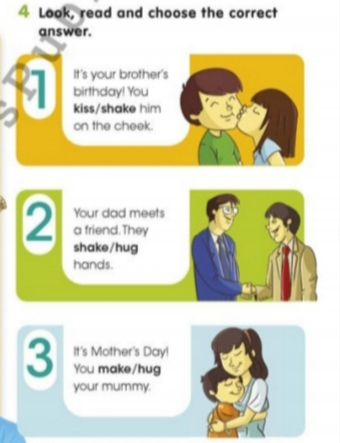 4 Look, read and choose the correct
answer.
1
It's your brother's
birthday! You
kiss/shake him
on the cheek.
2
Your dad meets
a friend. They
shake/hug
hands.
3
It's Mother's Day!
You make/hug
your mummy.